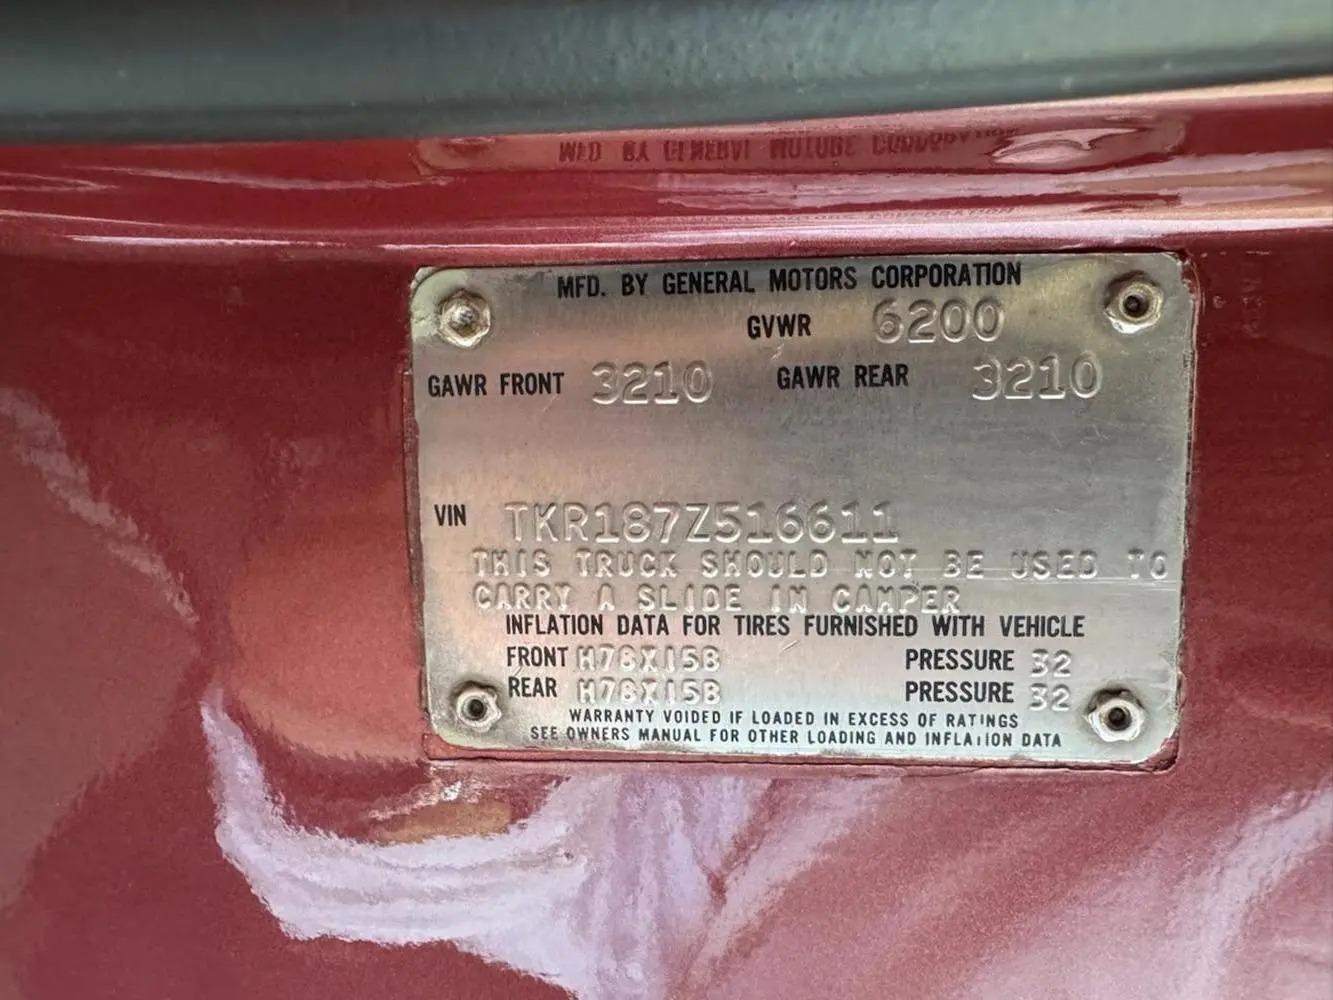 MFD. BY GENERAL MOTORS CORPORATION
GVWR 6200
GAWR FRONT 3210 GAWR REAR 3210
VIN TKR187Z516611
THIS TRUCK SHOULD NOT BE USED TO
CARRY A SLIDE IN CAMPER
INFLATION DATA FOR TIRES FURNISHED WITH VEHICLE
FRONT H78X15B PRESSURE 32
REAR H78X15B PRESSURE 32
WARRANTY VOIDED IF LOADED IN EXCESS OF RATINGS
SEE OWNERS MANUAL FOR OTHER LOADING AND INFLATION DATA